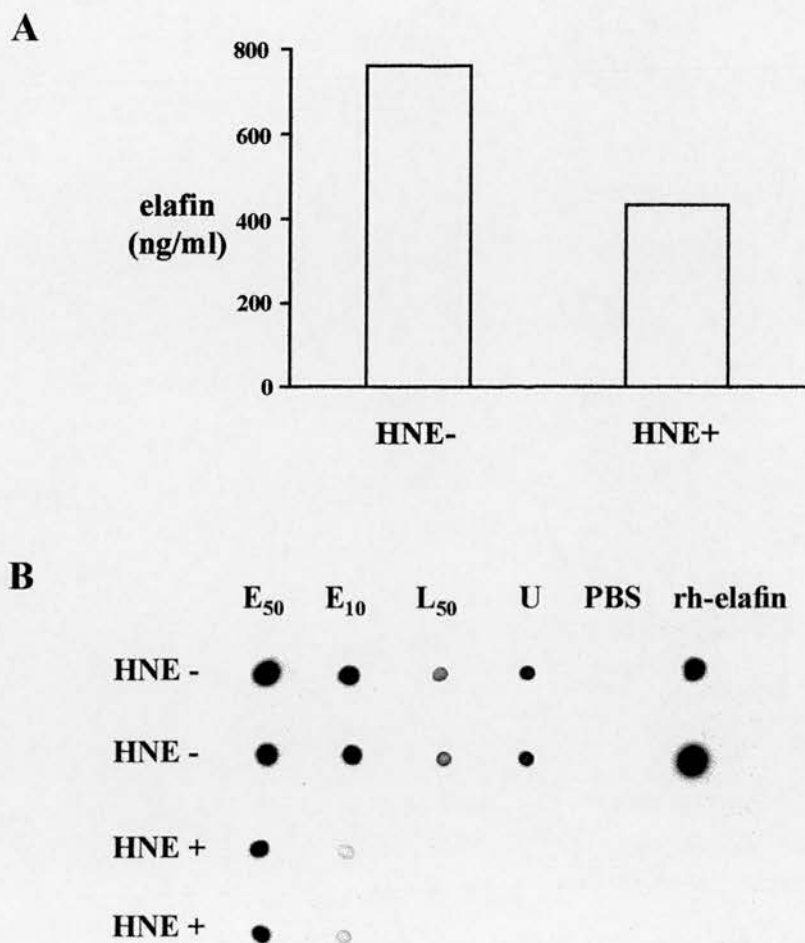 A
800
600
elafin
(ng/ml)
400
200
0
HNE-
HNE+
B
E₅₀ E₁₀ L₅₀ U PBS rh-elafin
HNE -
HNE -
HNE +
HNE +